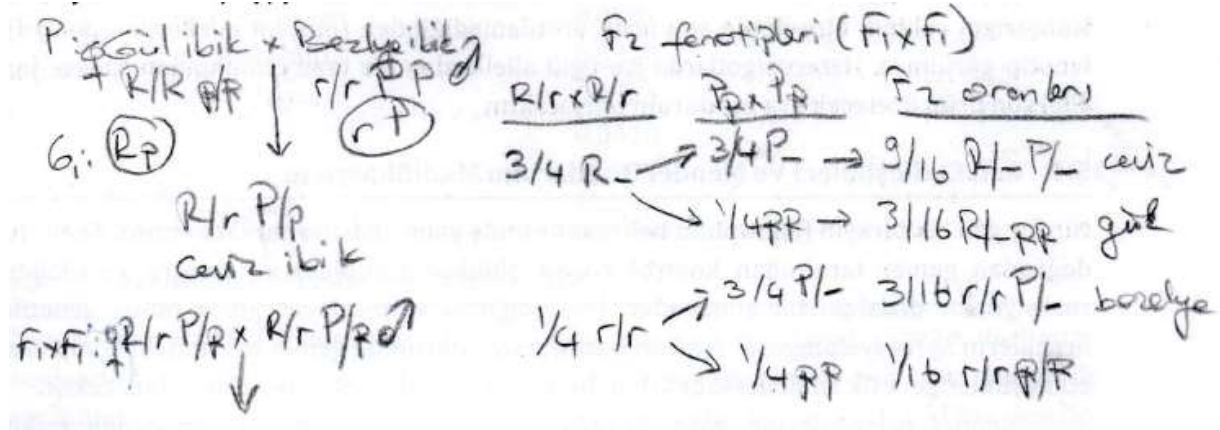 P: ♀ Gül ibik × Bezelye ibik ♂
R/R p/p r/r P/P
G: Rp rP
R/r P/p
ceviz ibik
F1xF1: ♀ R/r P/p × R/r P/p ♂
F2 fenotipleri (F1xF1)
R/r x R/r Pp x Pp F2 oranları
3/4 R- → 3/4 P- → 9/16 R/- P/- ceviz
→ 1/4 pp → 3/16 R/- pp gül
1/4 r/r → 3/4 P/- 3/16 r/r P/- bezelye
→ 1/4 pp 1/16 r/r p/p